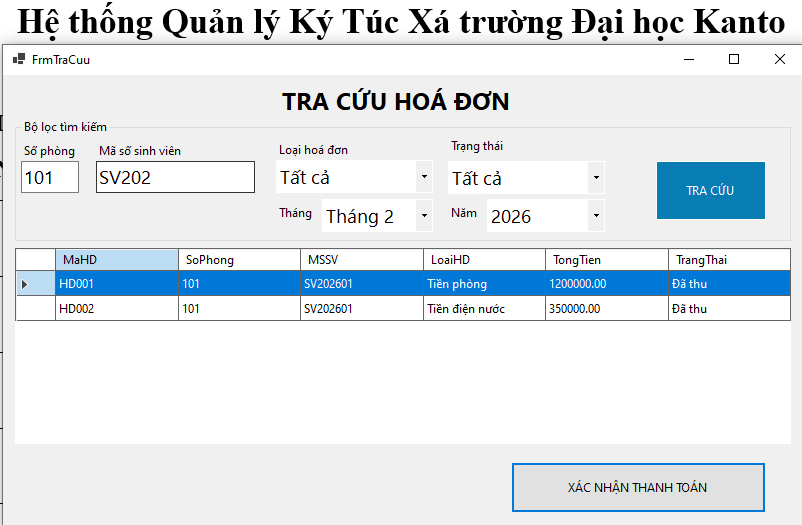 Hệ thống Quản lý Ký Túc Xá trường Đại học Kanto
FrmTraCuu
TRA CỨU HOÁ ĐƠN
Bộ lọc tìm kiếm
Số phòng Mã số sinh viên Loại hoá đơn Trạng thái
101 SV202 Tất cả Tất cả TRA CỨU
Tháng Tháng 2 Năm 2026
MaHD SoPhong MSSV LoaiHD TongTien TrangThai
HD001 101 SV202601 Tiền phòng 1200000.00 Đã thu
HD002 101 SV202601 Tiền điện nước 350000.00 Đã thu
XÁC NHẬN THANH TOÁN